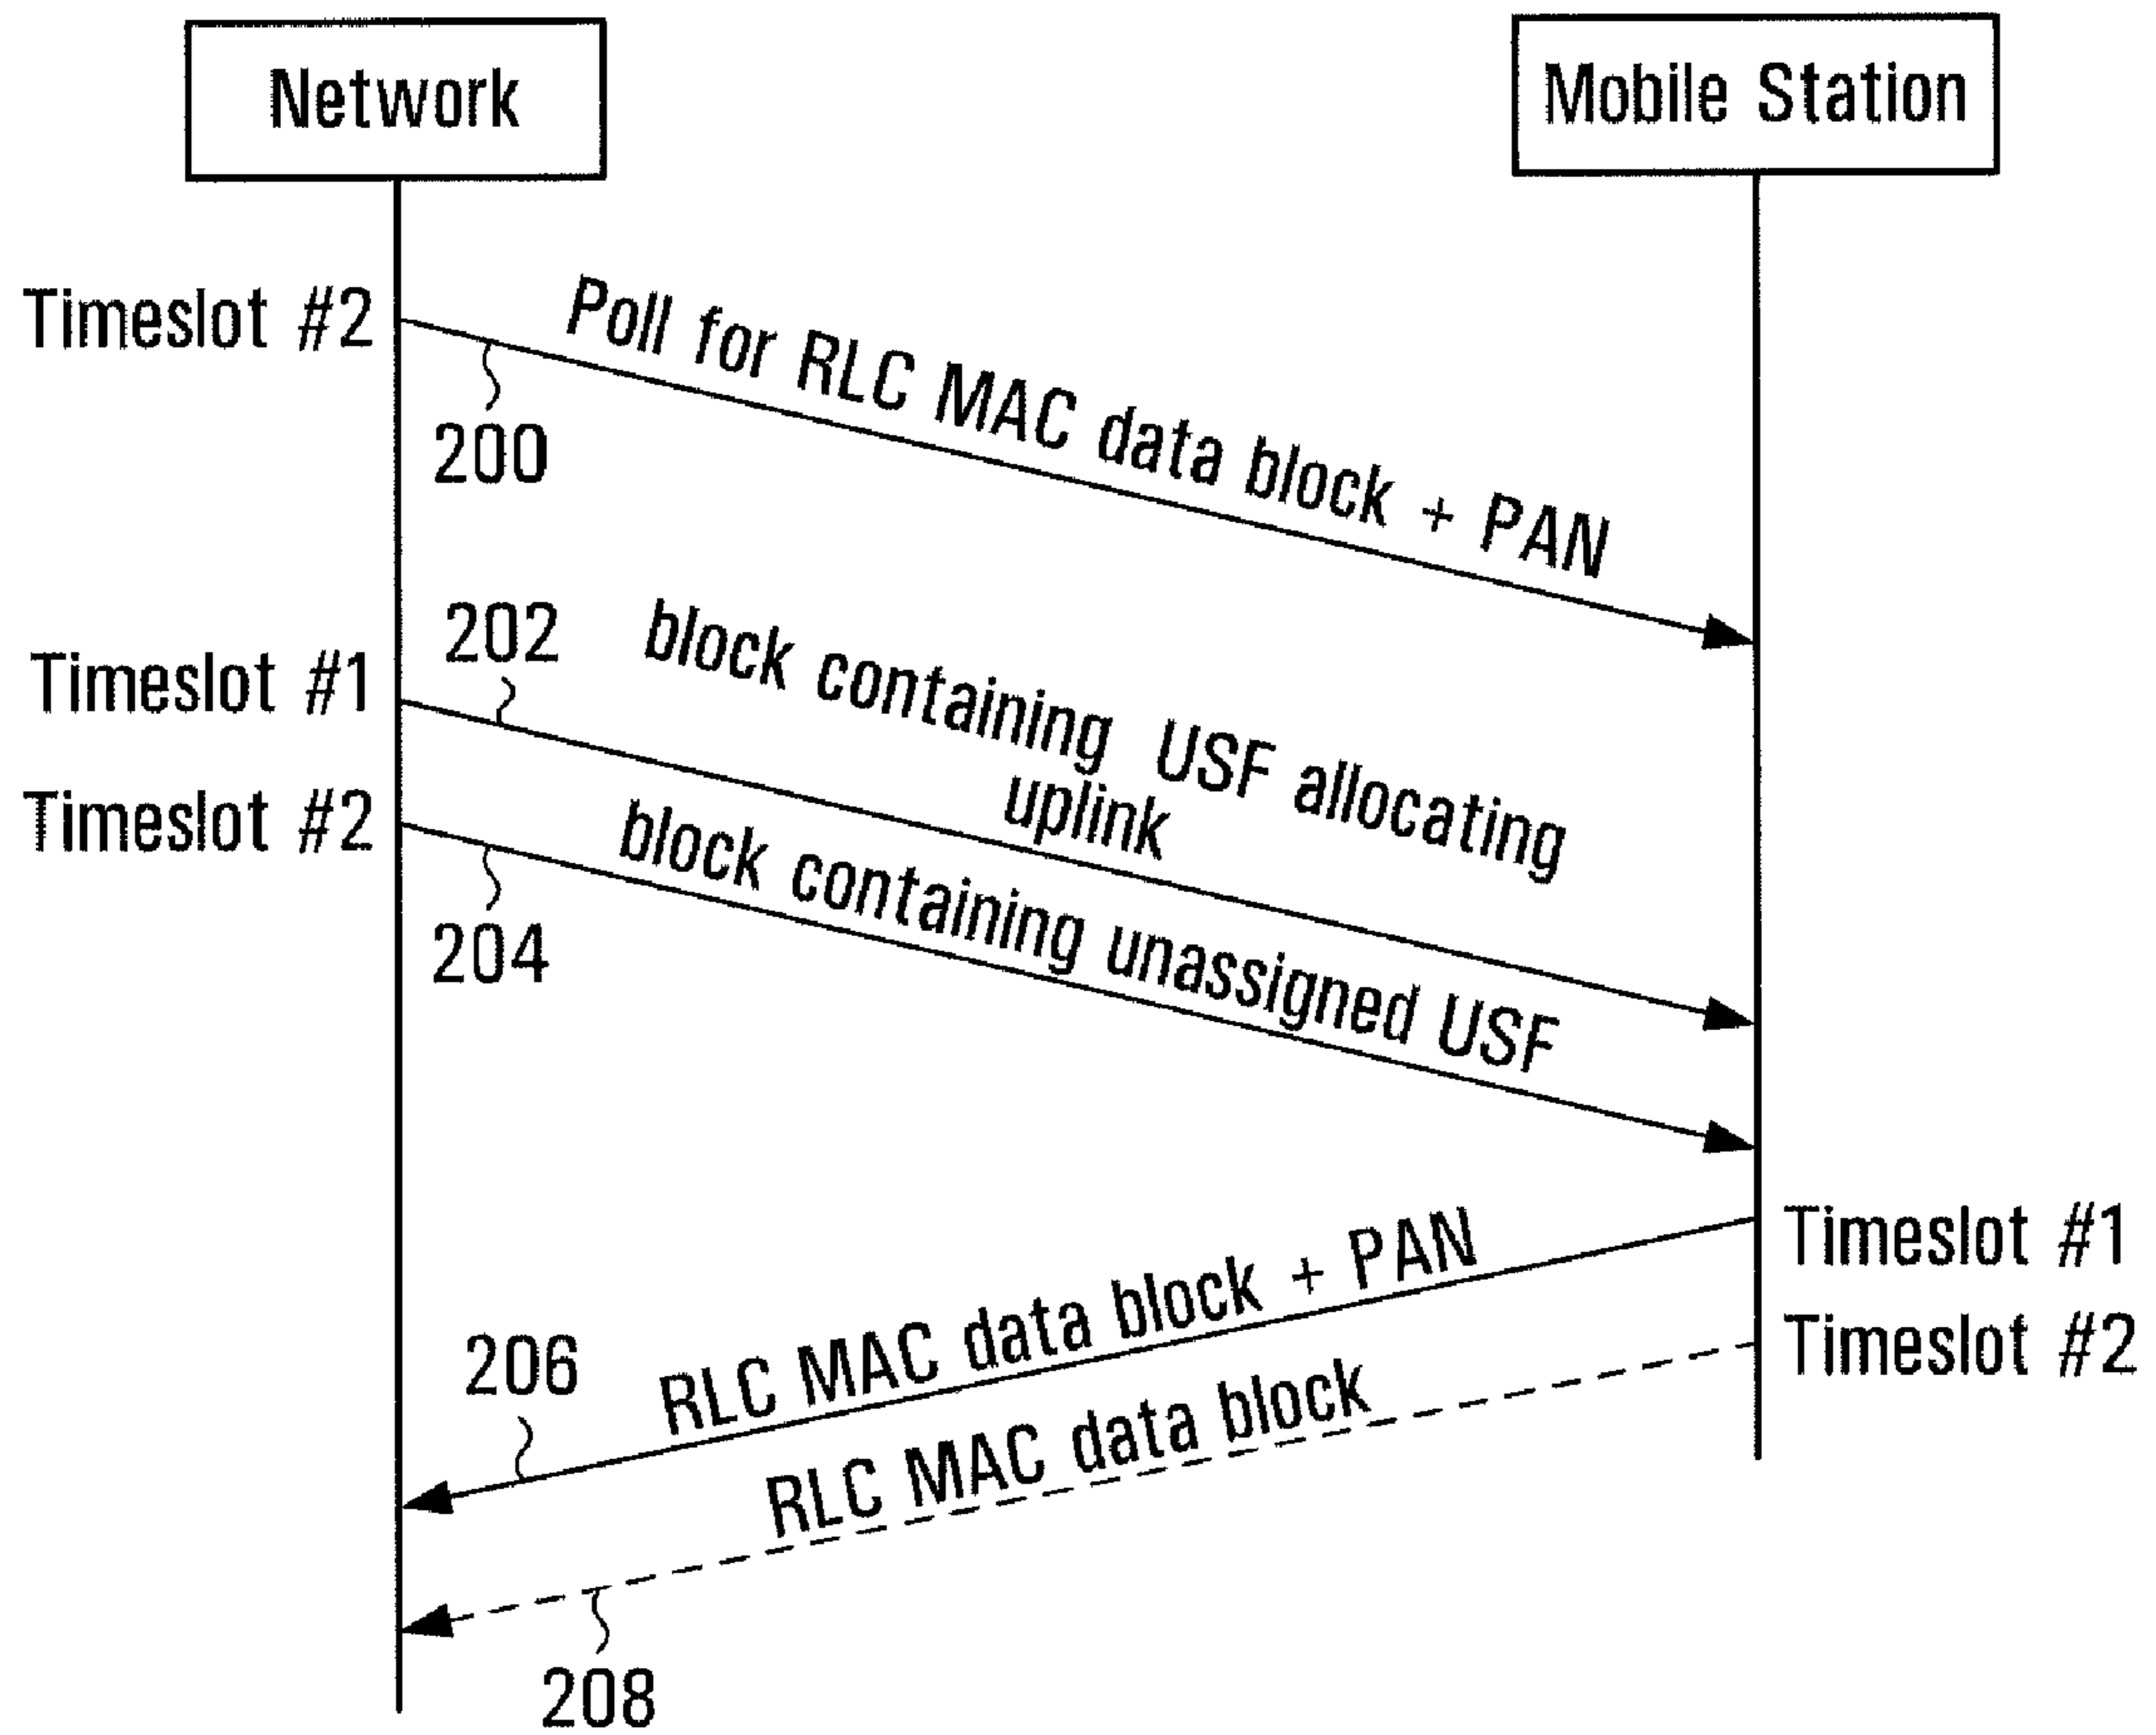 Network
Mobile Station
Timeslot #2
Poll for RLC MAC data block + PAN
200
202
block containing USF allocating
uplink
Timeslot #1
Timeslot #2
block containing unassigned USF
204
Timeslot #1
RLC MAC data block + PAN
206
Timeslot #2
RLC MAC data block
208